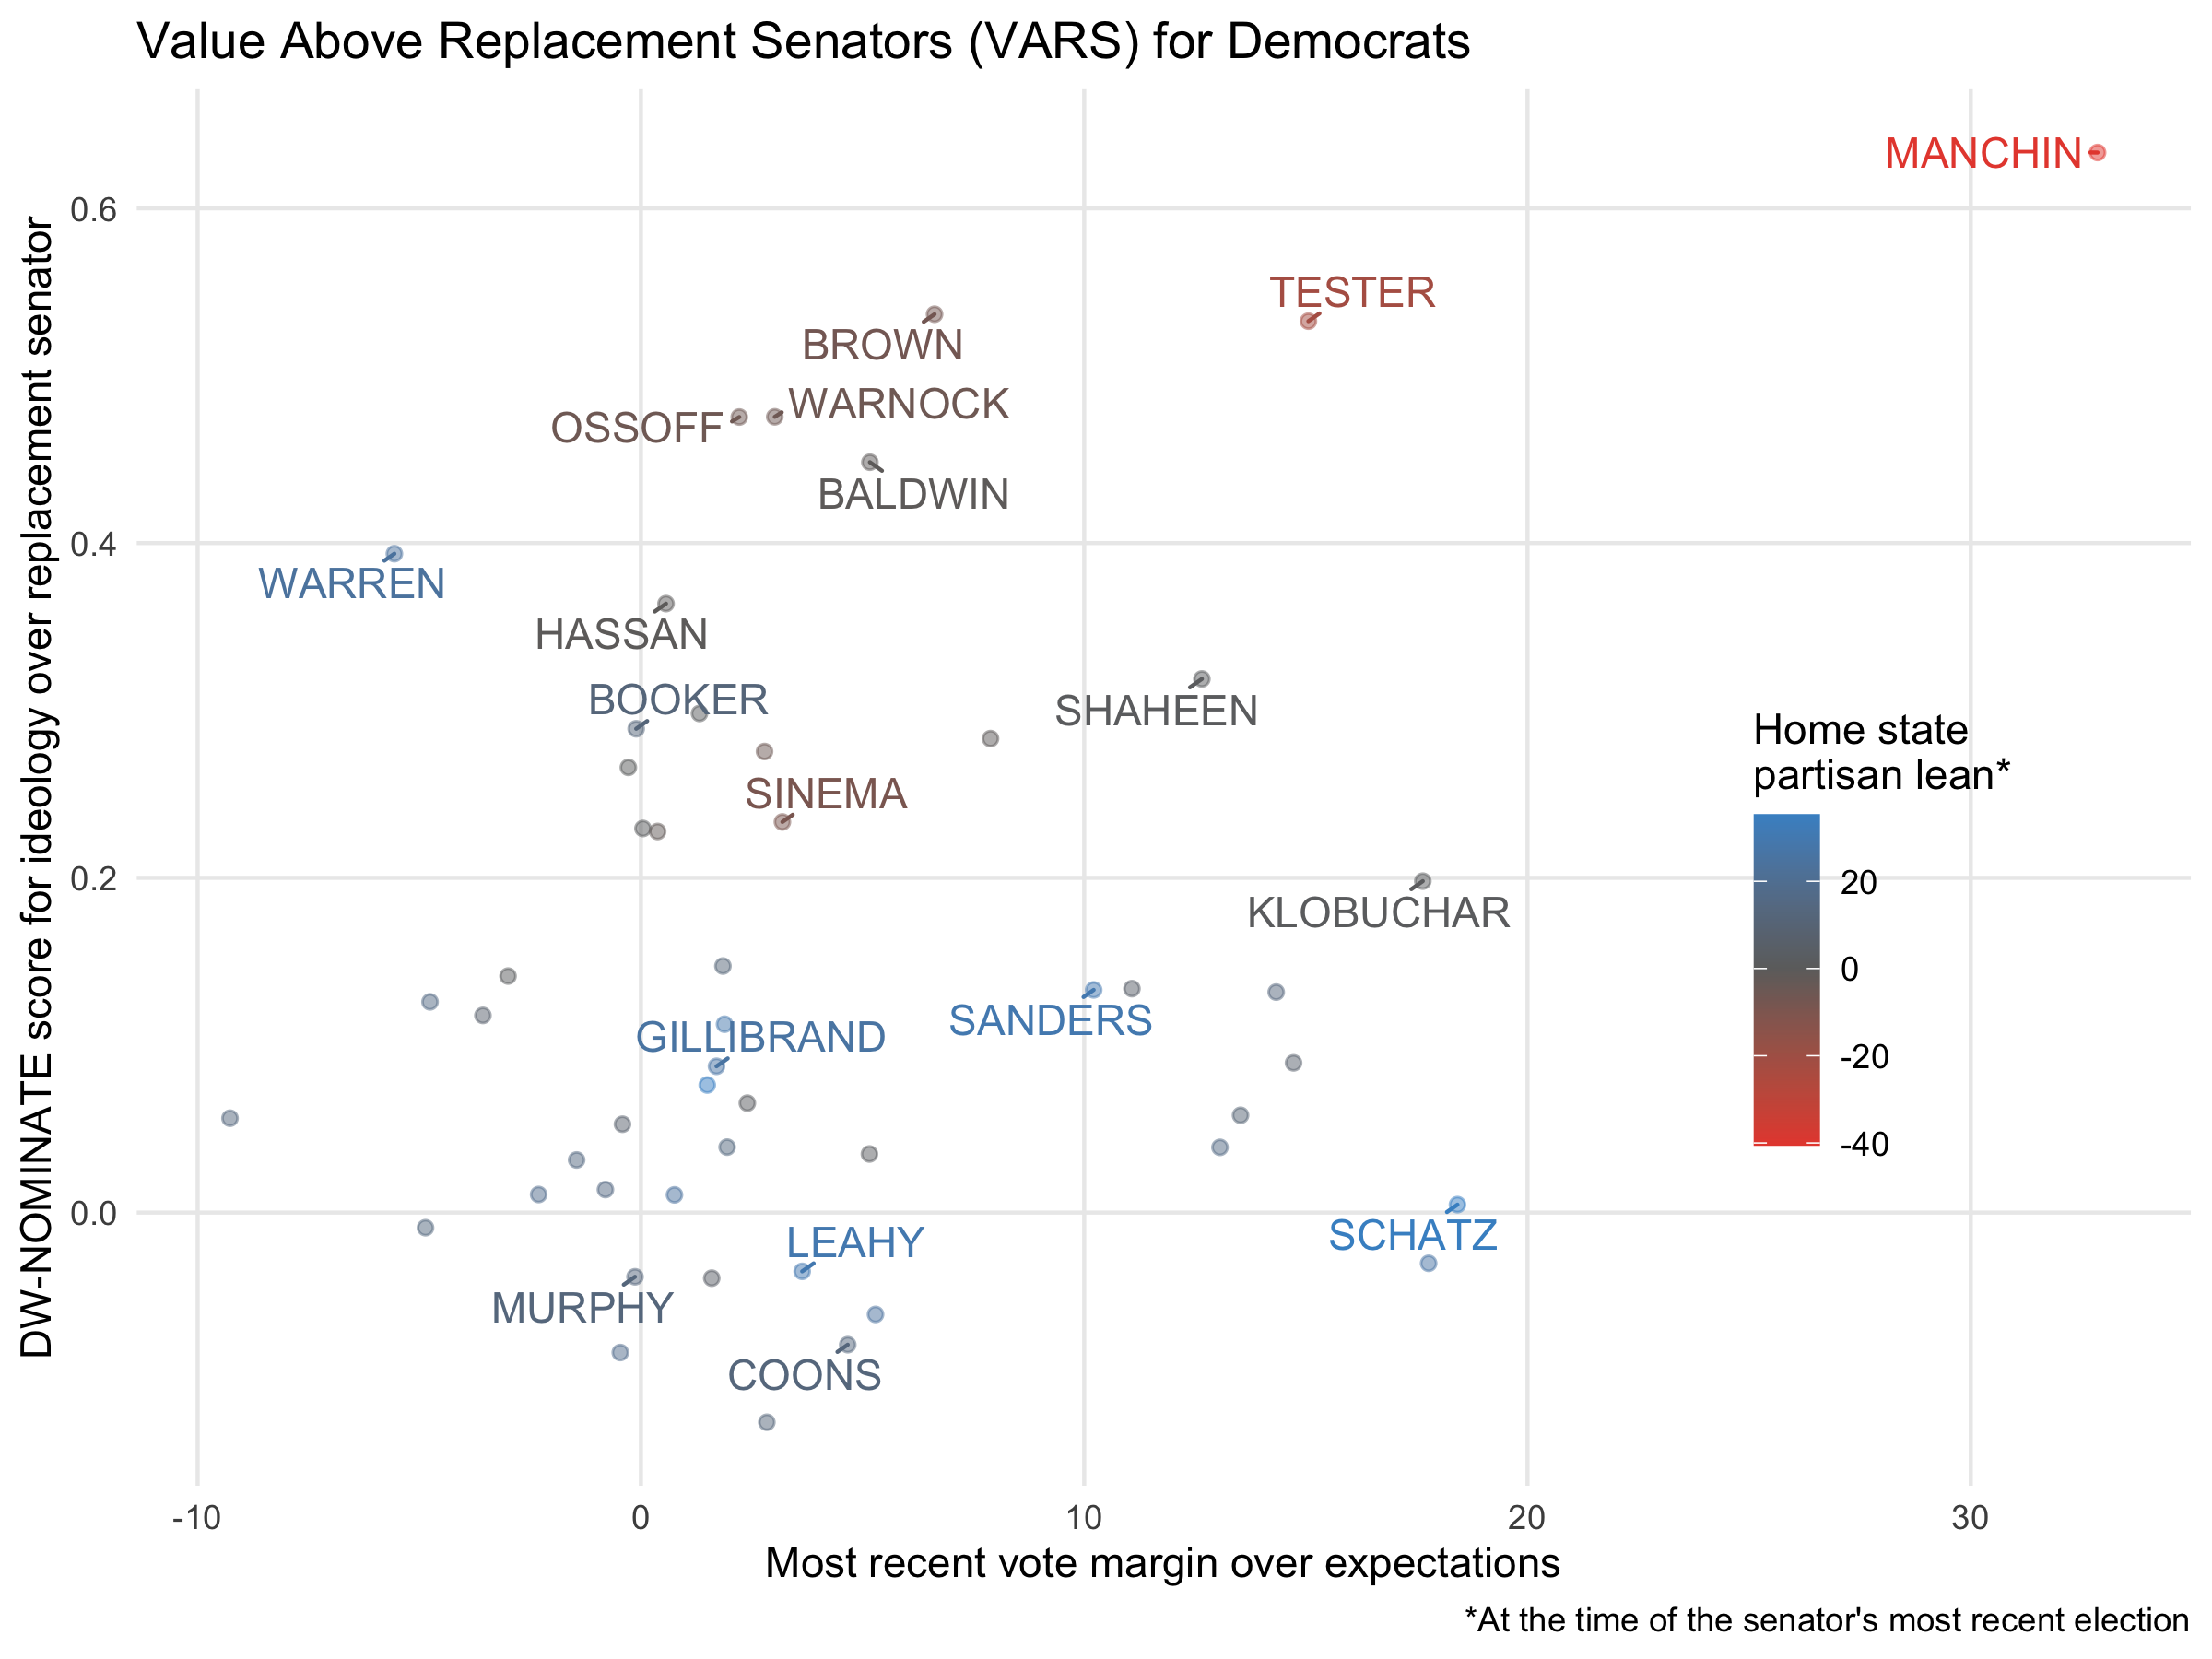 Value Above Replacement Senators (VARS) for Democrats
DW-NOMINATE score for ideology over replacement senator
0.6
0.4
0.2
0.0
MANCHIN
TESTER
BROWN
WARNOCK
OSSOFF
BALDWIN
WARREN
HASSAN
BOOKER
SHAHEEN
SINEMA
KLOBUCHAR
SANDERS
GILLIBRAND
SCHATZ
LEAHY
MURPHY
COONS
Home state
partisan lean*
20
0
-20
-40
-10
0
10
20
30
Most recent vote margin over expectations
*At the time of the senator's most recent election